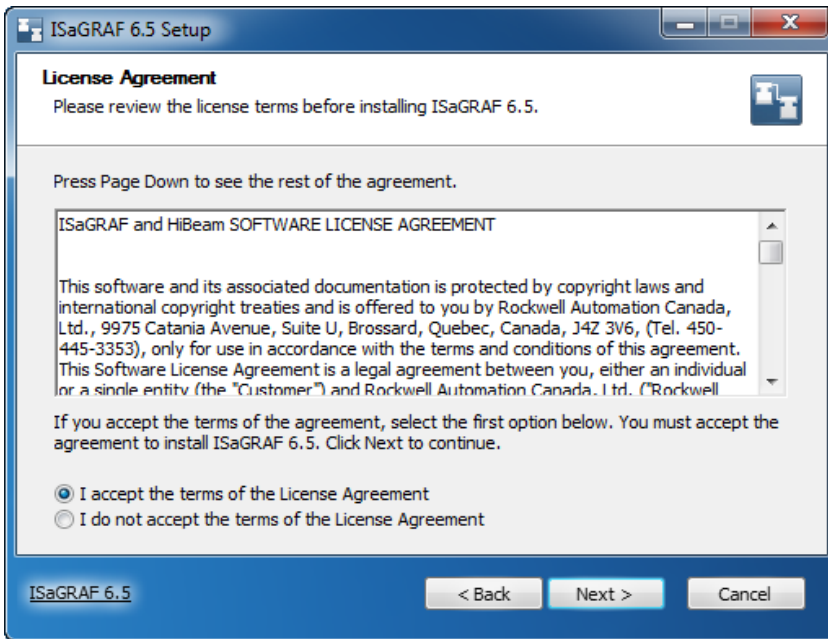 ISaGRAF 6.5 Setup
License Agreement
Please review the license terms before installing ISaGRAF 6.5.
Press Page Down to see the rest of the agreement.
ISaGRAF and HiBeam SOFTWARE LICENSE AGREEMENT
This software and its associated documentation is protected by copyright laws and
international copyright treaties and is offered to you by Rockwell Automation Canada,
Ltd., 9975 Catania Avenue, Suite U, Brossard, Quebec, Canada, J4Z 3V6, (Tel. 450-
445-3353), only for use in accordance with the terms and conditions of this agreement.
This Software License Agreement is a legal agreement between you, either an individual
or a single entity (the "Customer") and Rockwell Automation Canada, Ltd. ("Rockwell
If you accept the terms of the agreement, select the first option below. You must accept the
agreement to install ISaGRAF 6.5. Click Next to continue.
I accept the terms of the License Agreement
I do not accept the terms of the License Agreement
ISaGRAF 6.5
< Back
Next >
Cancel